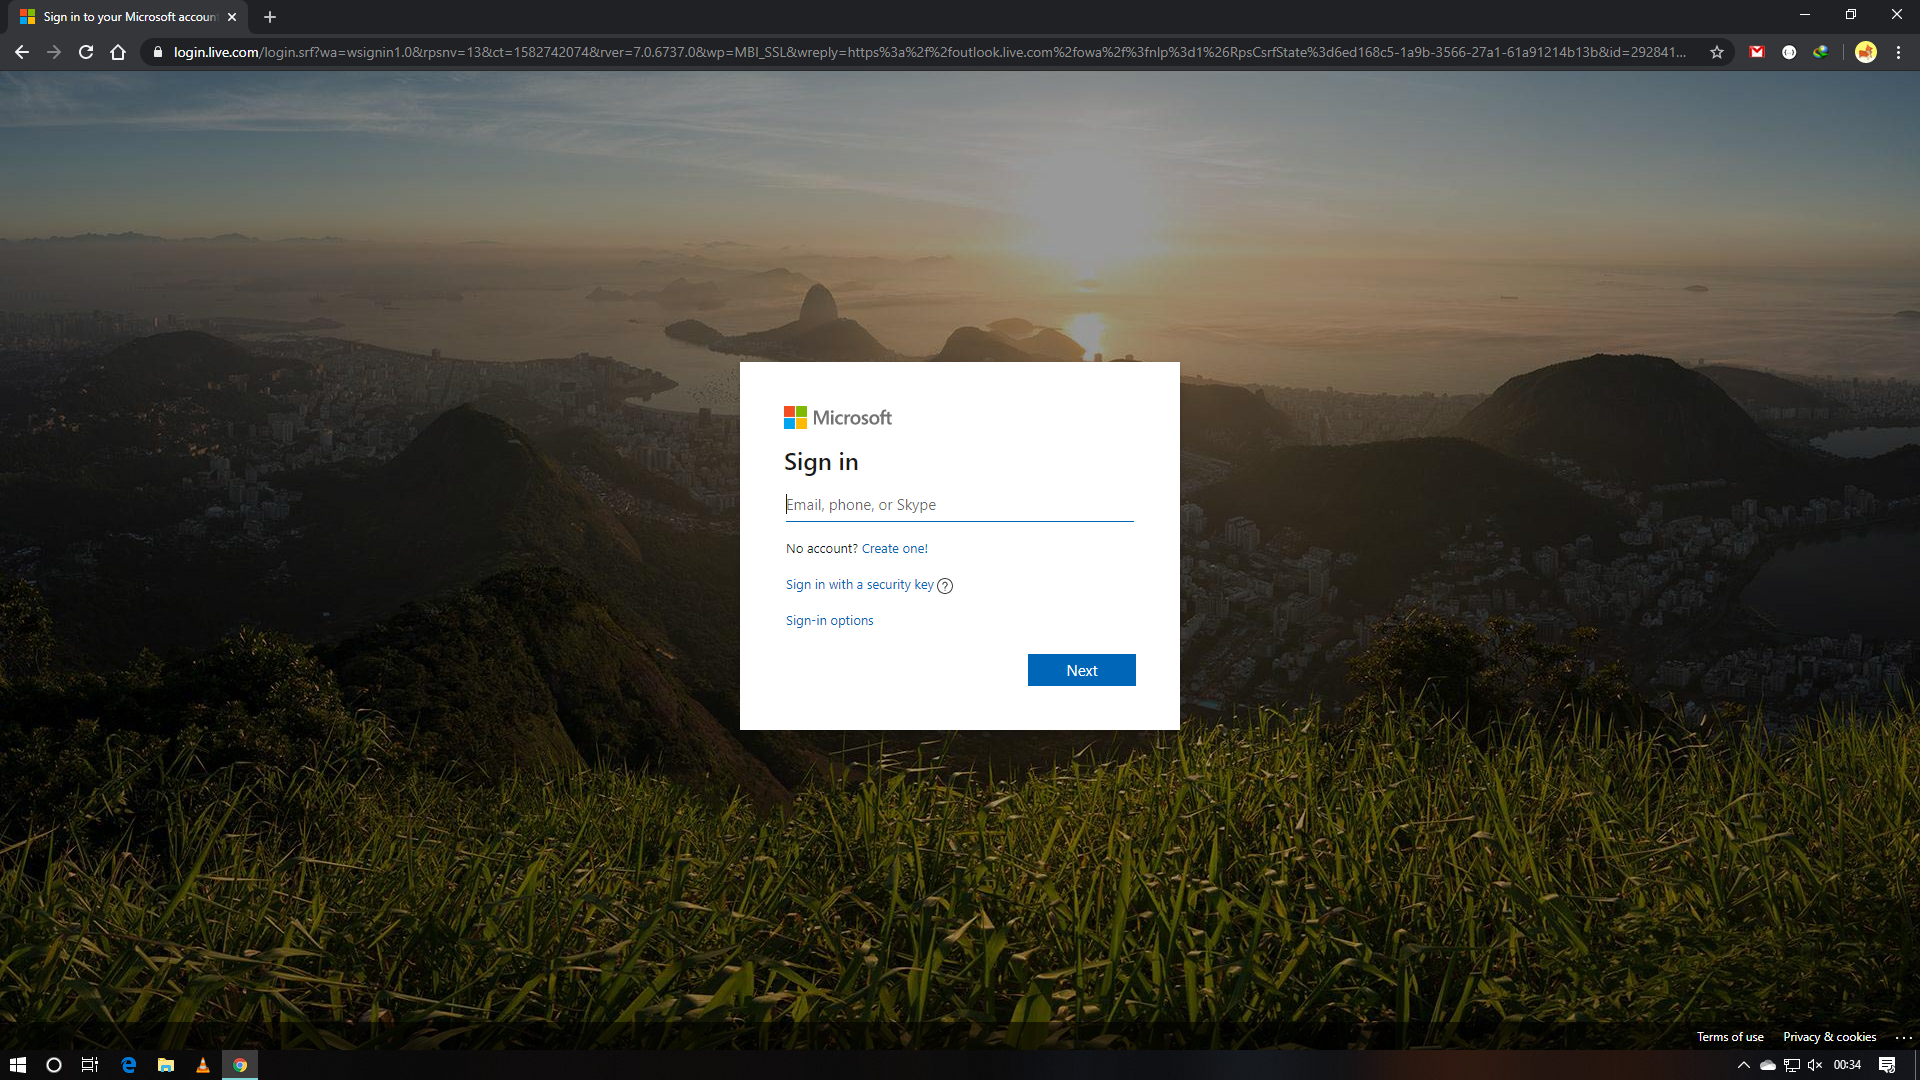 Sign in to your Microsoft account
login.live.com/login.srf?wa=wsignin1.0&rpsnv=13&ct=1582742074&rver=7.0.6737.0&wp=MBI_SSL&wreply=https%3a%2f%2foutlook.live.com%2fowa%2f%3fnlp%3d1%26RpsCsrfState%3d6ed168c5-1a9b-3566-27a1-61a91214b13b&id=292841...
Microsoft
Sign in
Email, phone, or Skype
No account? Create one!
Sign in with a security key ?
Sign-in options
Next
Terms of use Privacy & cookies ...
00:34